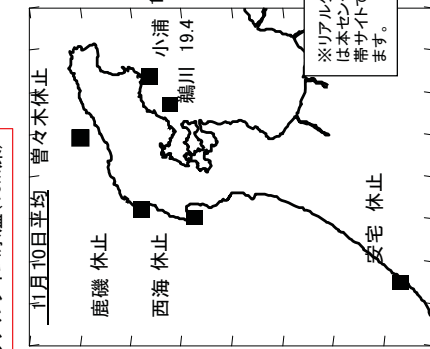 11月10日平均
曽々木休止
小浦
鵜川 19.4
鹿磯 休止
西海 休止
安宅 休止
※リアルタ
は本セン
帯サイトで
ます。